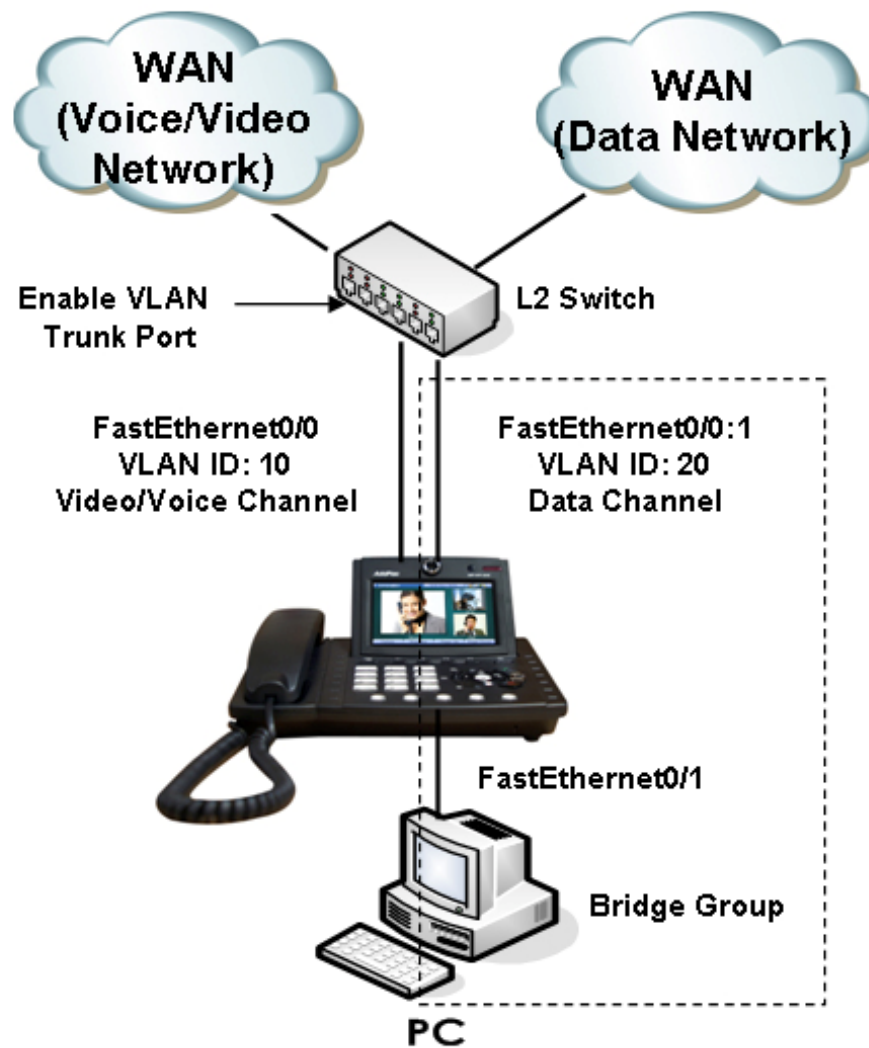 WAN
(Voice/Video
Network)
WAN
(Data Network)
Enable VLAN
Trunk Port
L2 Switch
FastEthernet0/0
VLAN ID: 10
Video/Voice Channel
FastEthernet0/0:1
VLAN ID: 20
Data Channel
FastEthernet0/1
Bridge Group
PC